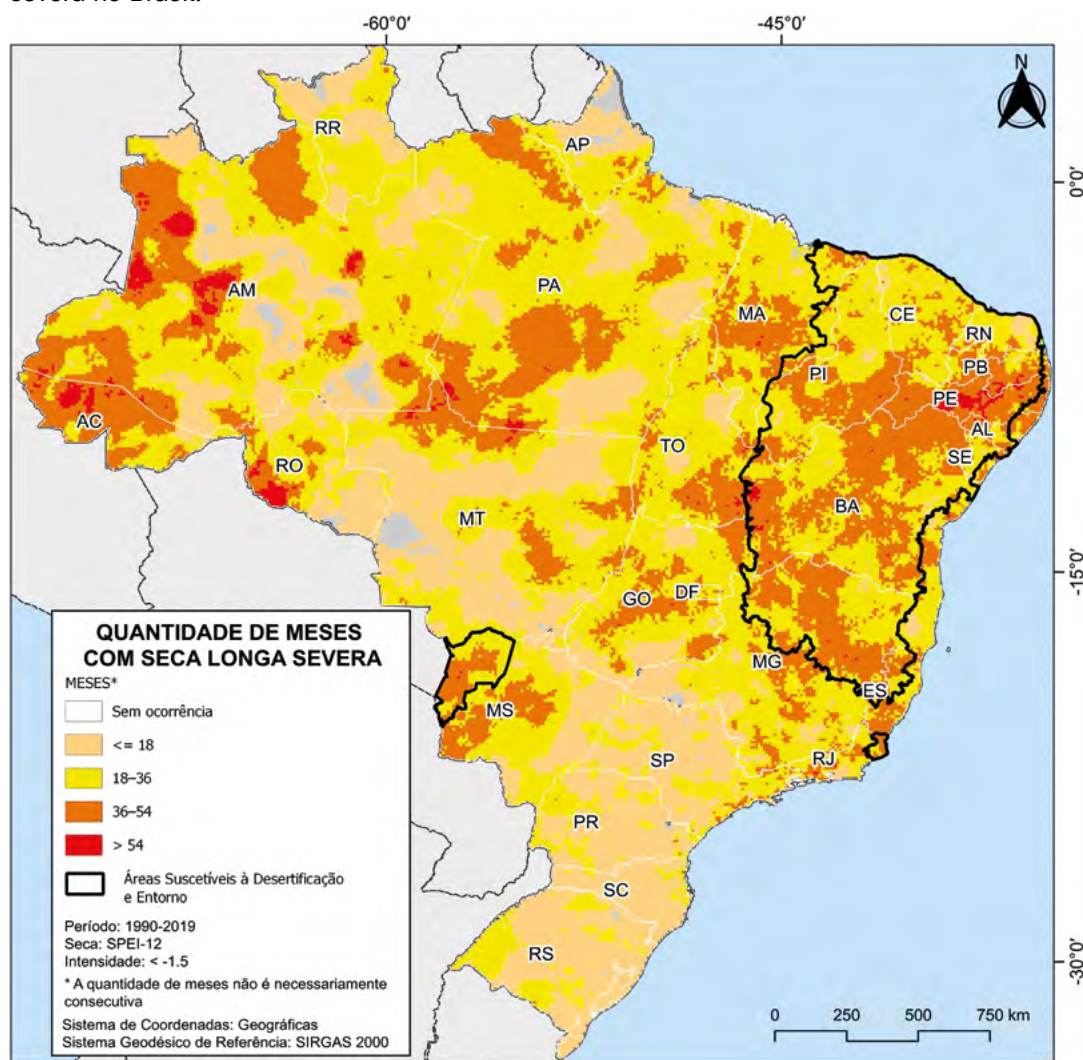 severa no Brasil.
-60°0′
-45°0′
N
RR
AP
0°0′
AM
PA
MA
CE
RN
PB
PI
PE
AC
AL
TO
SE
RO
BA
MT
-15°0′
GO
DF
MG
ES
MS
SP
RJ
PR
SC
RS
-30°0′
QUANTIDADE DE MESES
COM SECA LONGA SEVERA
MESES*
Sem ocorrência
<= 18
18–36
36–54
> 54
Áreas Suscetíveis à Desertificação
e Entorno
Período: 1990-2019
Seca: SPEI-12
Intensidade: < -1.5
* A quantidade de meses não é necessariamente
consecutiva
Sistema de Coordenadas: Geográficas
Sistema Geodésico de Referência: SIRGAS 2000
0 250 500 750 km